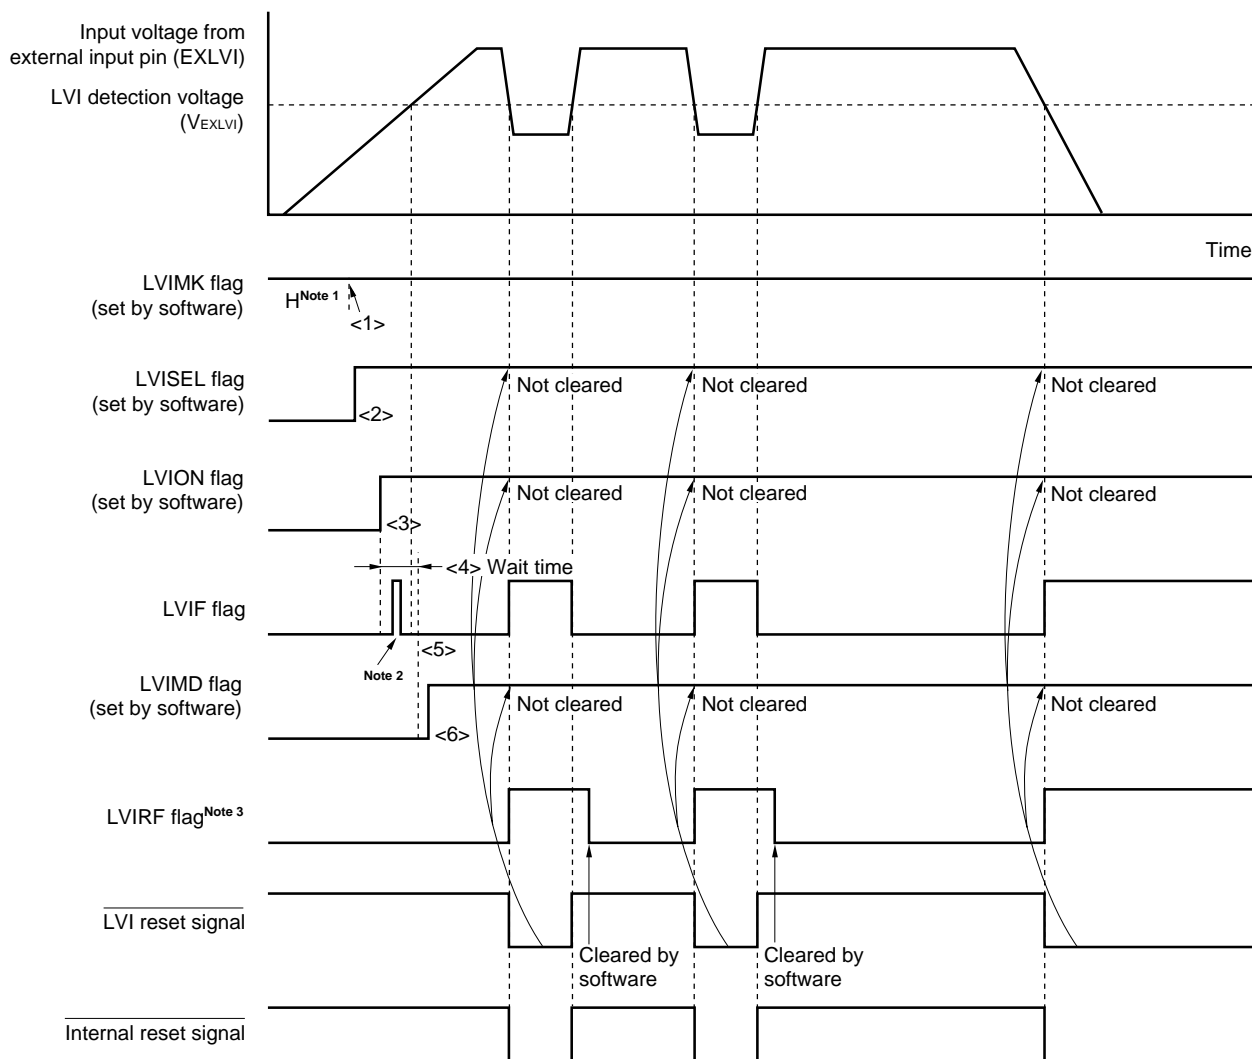 Input voltage from
external input pin (EXLVI)
LVI detection voltage
(VEXLVI)
Time
LVIMK flag
(set by software)
HNote 1
<1>
LVISEL flag
(set by software)
<2>
Not cleared
Not cleared
Not cleared
LVION flag
(set by software)
<3>
Not cleared
Not cleared
Not cleared
<4> Wait time
LVIF flag
Note 2
<5>
LVIMD flag
(set by software)
<6>
Not cleared
Not cleared
Not cleared
LVIRF flagNote 3
LVI reset signal
Cleared by
software
Cleared by
software
Internal reset signal